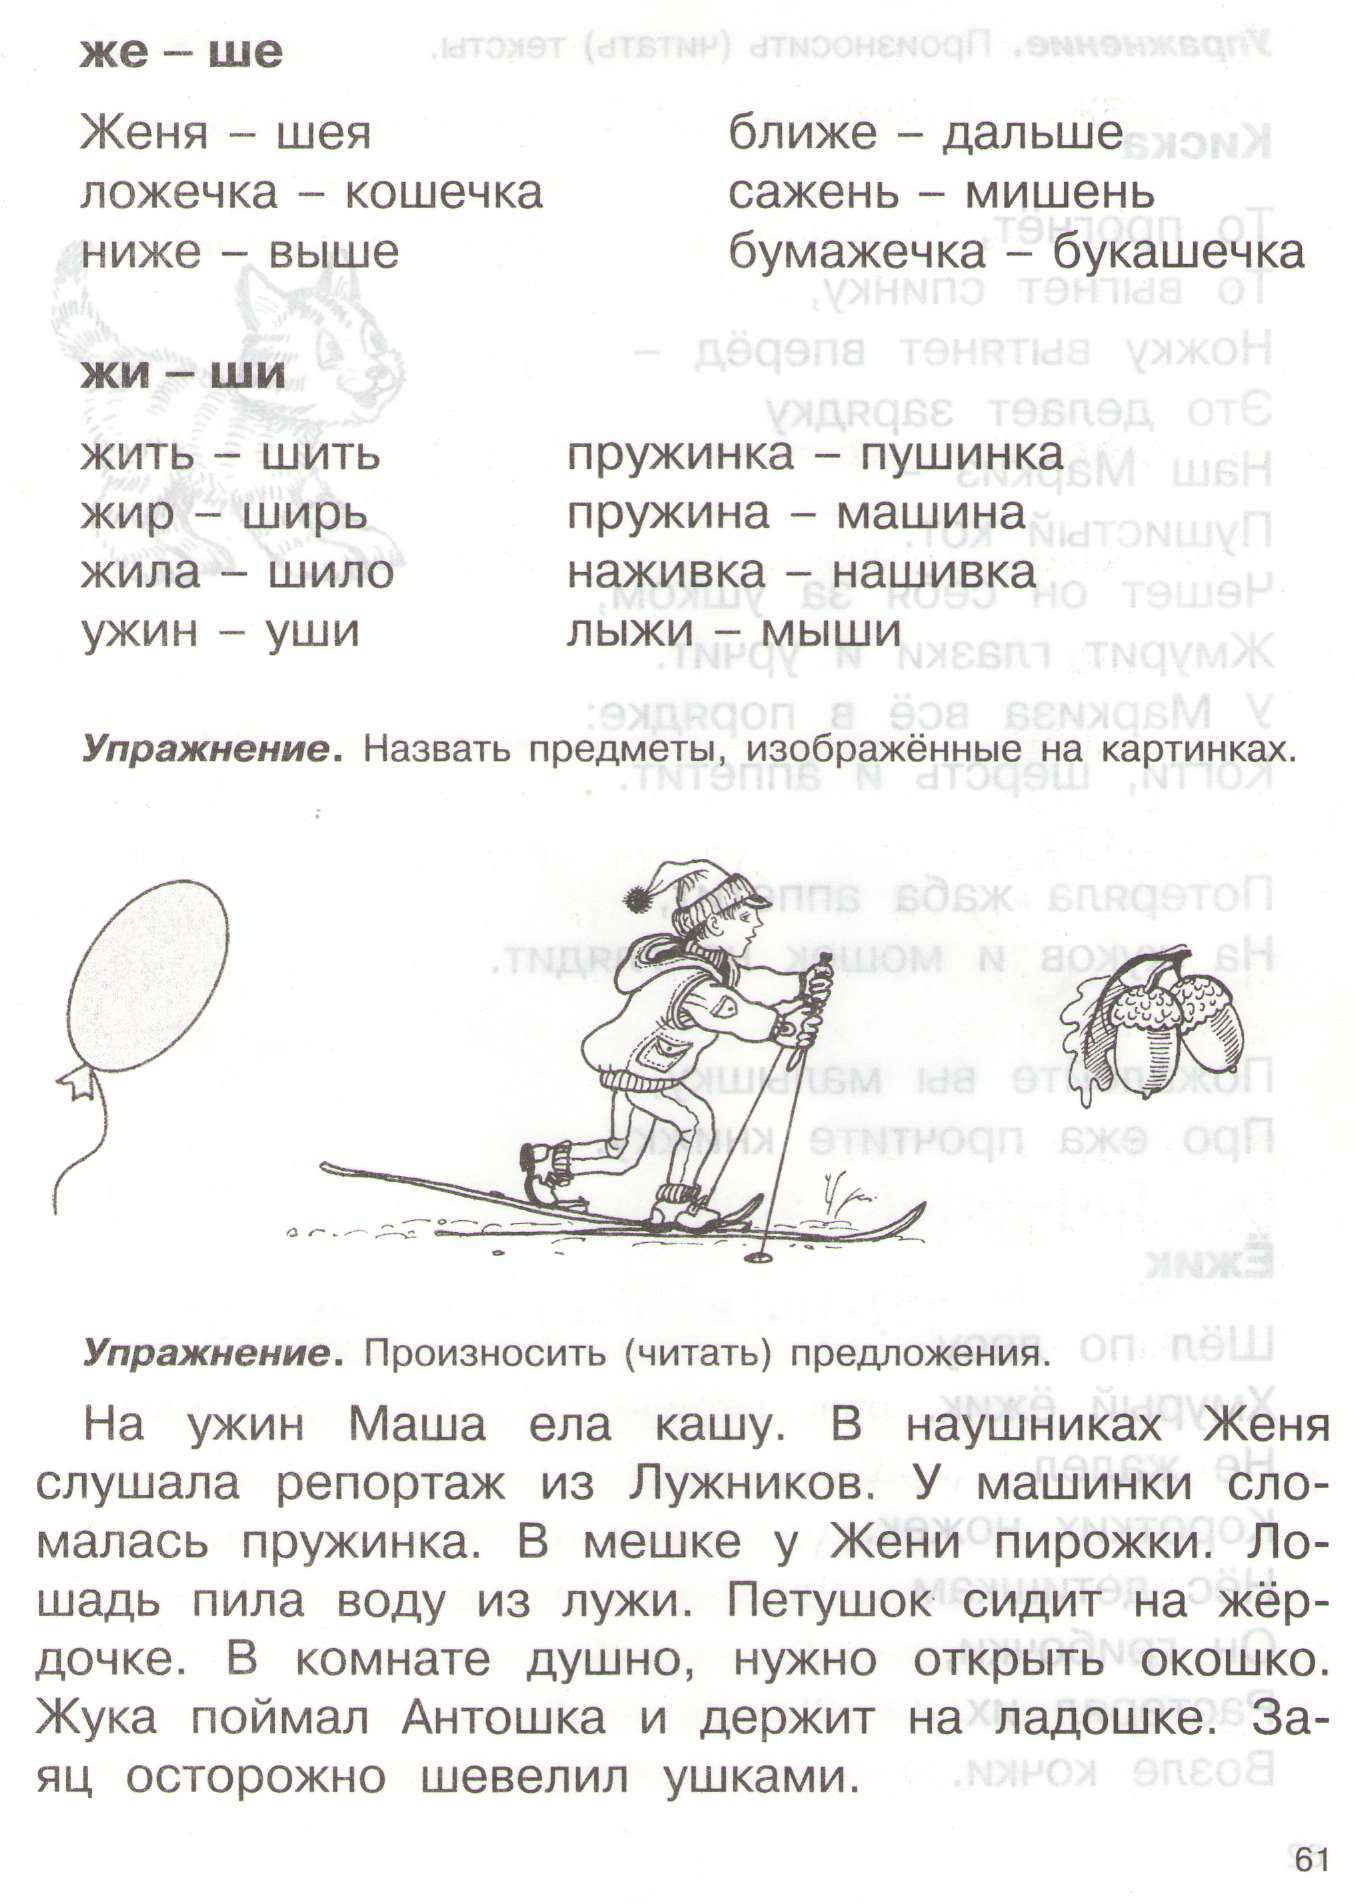 же – ше
Женя – шея
ближе – дальше
ложечка – кошечка
сажень – мишень
ниже – выше
бумажечка – букашечка
жи – ши
жить – шить
пружинка – пушинка
жир – ширь
пружина – машина
жила – шило
наживка – нашивка
ужин – уши
лыжи – мыши
Упражнение. Назвать предметы, изображённые на картинках.
Упражнение. Произносить (читать) предложения.
На ужин Маша ела кашу. В наушниках Женя
слушала репортаж из Лужников. У машинки сло-
малась пружинка. В мешке у Жени пирожки. Ло-
шадь пила воду из лужи. Петушок сидит на жёр-
дочке. В комнате душно, нужно открыть окошко.
Жука поймал Антошка и держит на ладошке. За-
яц осторожно шевелил ушками.
61